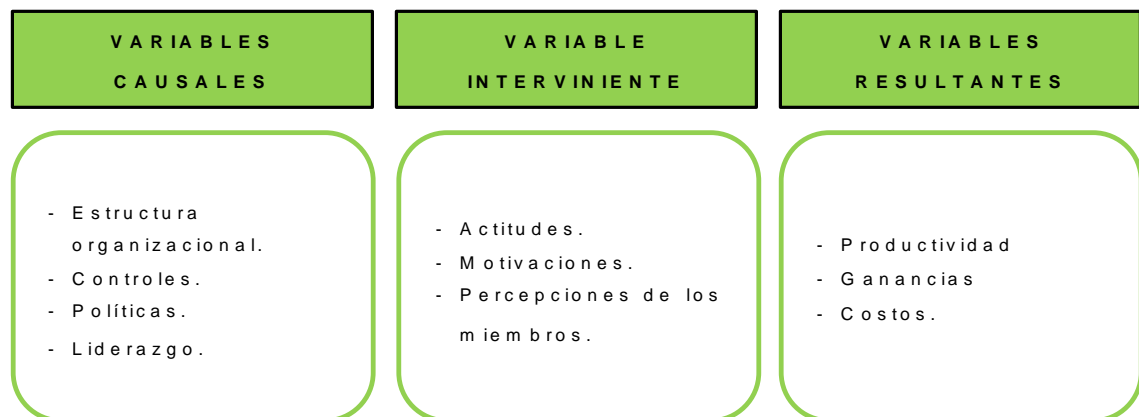 VARIABLES
CAUSALES
VARIABLE
INTERVINIENTE
VARIABLES
RESULTANTES
- Estructura
organizacional.
- Controles.
- Políticas.
- Liderazgo.
- Actitudes.
- Motivaciones.
- Percepciones de los
miembros.
- Productividad
- Ganancias
- Costos.